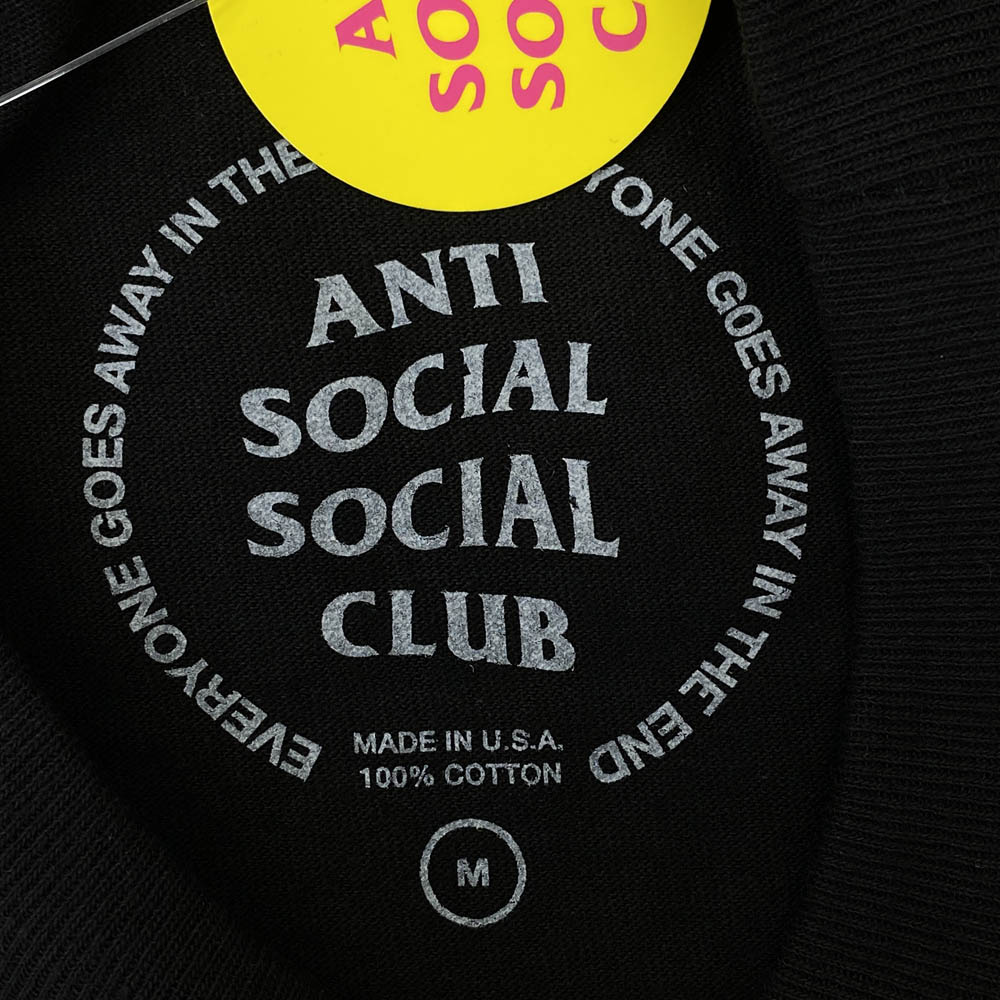 A
SO
SO
C
EVERYONE GOES AWAY IN THE
YONE GOES AWAY IN THE END
ANTI
SOCIAL
SOCIAL
CLUB
MADE IN U.S.A.
100% COTTON
M